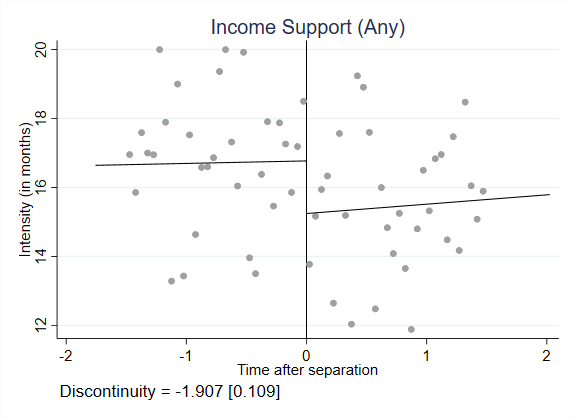 Income Support (Any)
Intensity (in months)
20
18
16
14
12
-2 -1 0 1 2
Time after separation
Discontinuity = -1.907 [0.109]